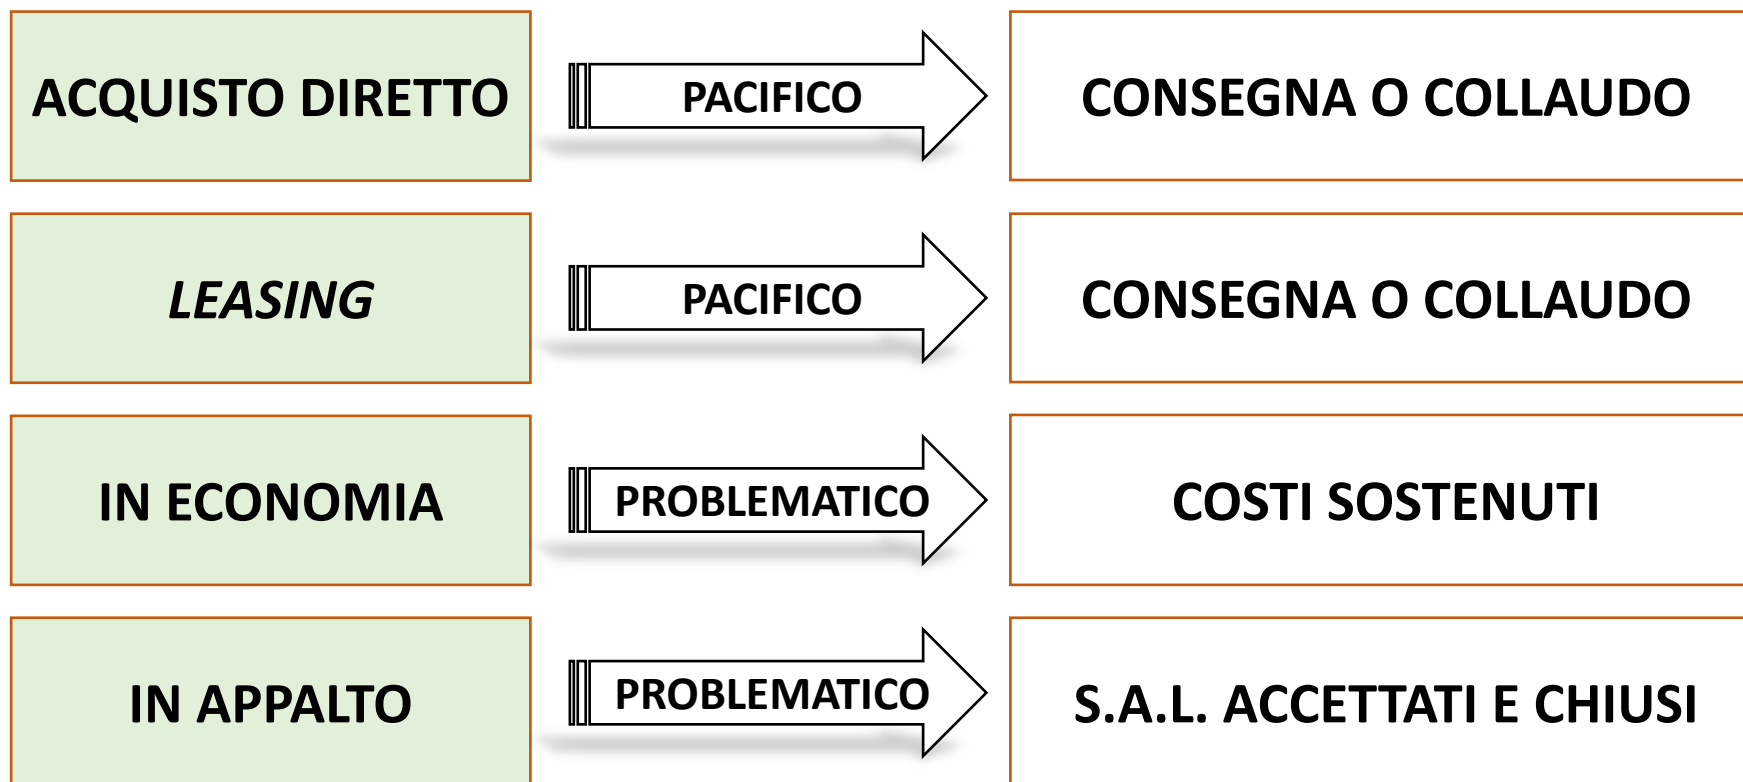 ACQUISTO DIRETTO PACIFICO CONSEGNA O COLLAUDO
LEASING PACIFICO CONSEGNA O COLLAUDO
IN ECONOMIA PROBLEMATICO COSTI SOSTENUTI
IN APPALTO PROBLEMATICO S.A.L. ACCETTATI E CHIUSI